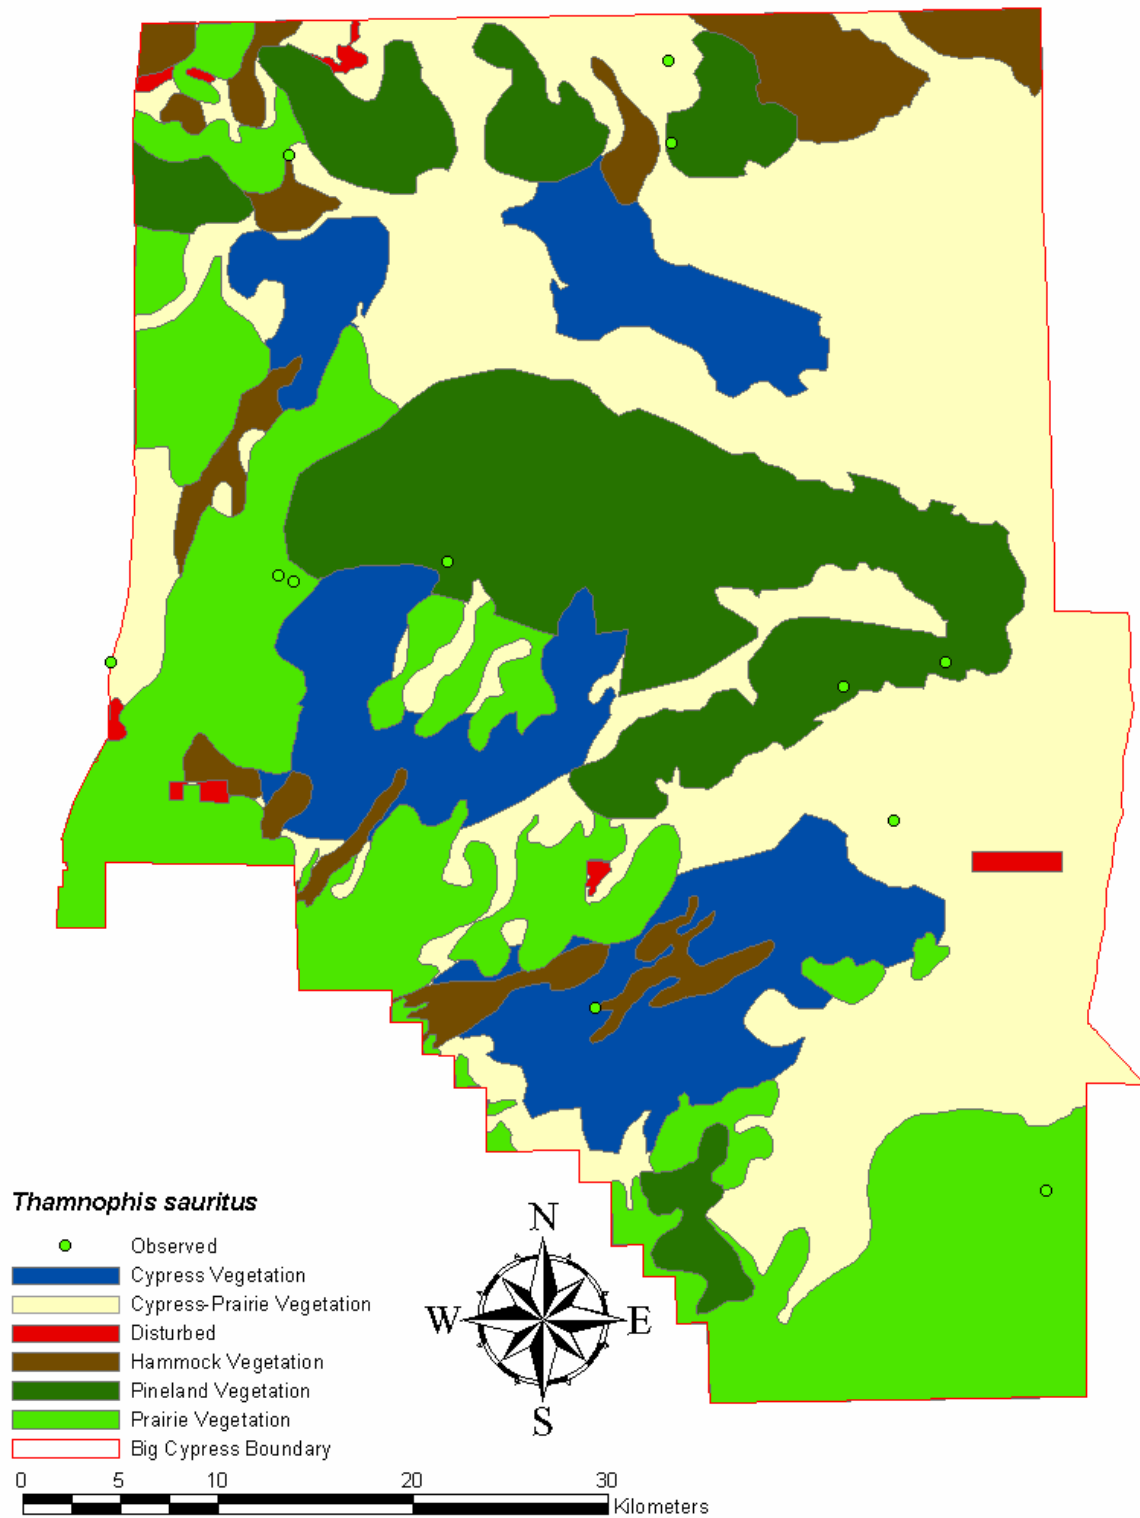 Thamnophis sauritus
Observed
Cypress Vegetation
Cypress-Prairie Vegetation
Disturbed
Hammock Vegetation
Pineland Vegetation
Prairie Vegetation
Big Cypress Boundary
N
W E
S
0 5 10 20 30
Kilometers